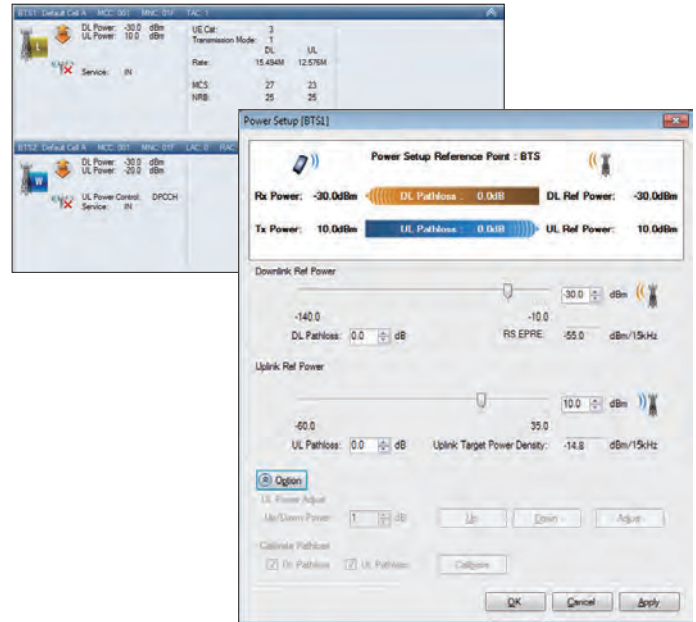 BTS1: Default Cell A MCC: 001 MNC: 01F TAC: 1
DL Power: -30.0 dBm
UL Power: 10.0 dBm
Service: IN
UE Cat: 3
Transmission Mode: 1
DL UL
Rate: 15.494M 12.576M
MCS: 27 23
NRB: 25 25
BTS2: Default Cell A MCC: 001 MNC: 01F LAC: 0 RAC
DL Power: -30.0 dBm
UL Power: -20.0 dBm
UL Power Control: DPCCH
Service: IN
L
W
Power Setup [BTS1]
Power Setup Reference Point : BTS
Rx Power: -30.0dBm DL Pathloss : 0.0dB DL Ref Power: -30.0dBm
Tx Power: 10.0dBm UL Pathloss : 0.0dB UL Ref Power: 10.0dBm
Downlink Ref Power
-30.0 dBm
-140.0 -10.0
DL Pathloss: 0.0 dB RS EPRE: -55.0 dBm/15kHz
Uplink Ref Power
10.0 dBm
-60.0 35.0
UL Pathloss: 0.0 dB Uplink Target Power Density: -14.8 dBm/15kHz
Option
UL Power Adjust
Up/Down Power: 1 dB Up Down Adjust
Calibrate Pathloss
DL Pathloss UL Pathloss Calibrate
OK Cancel Apply